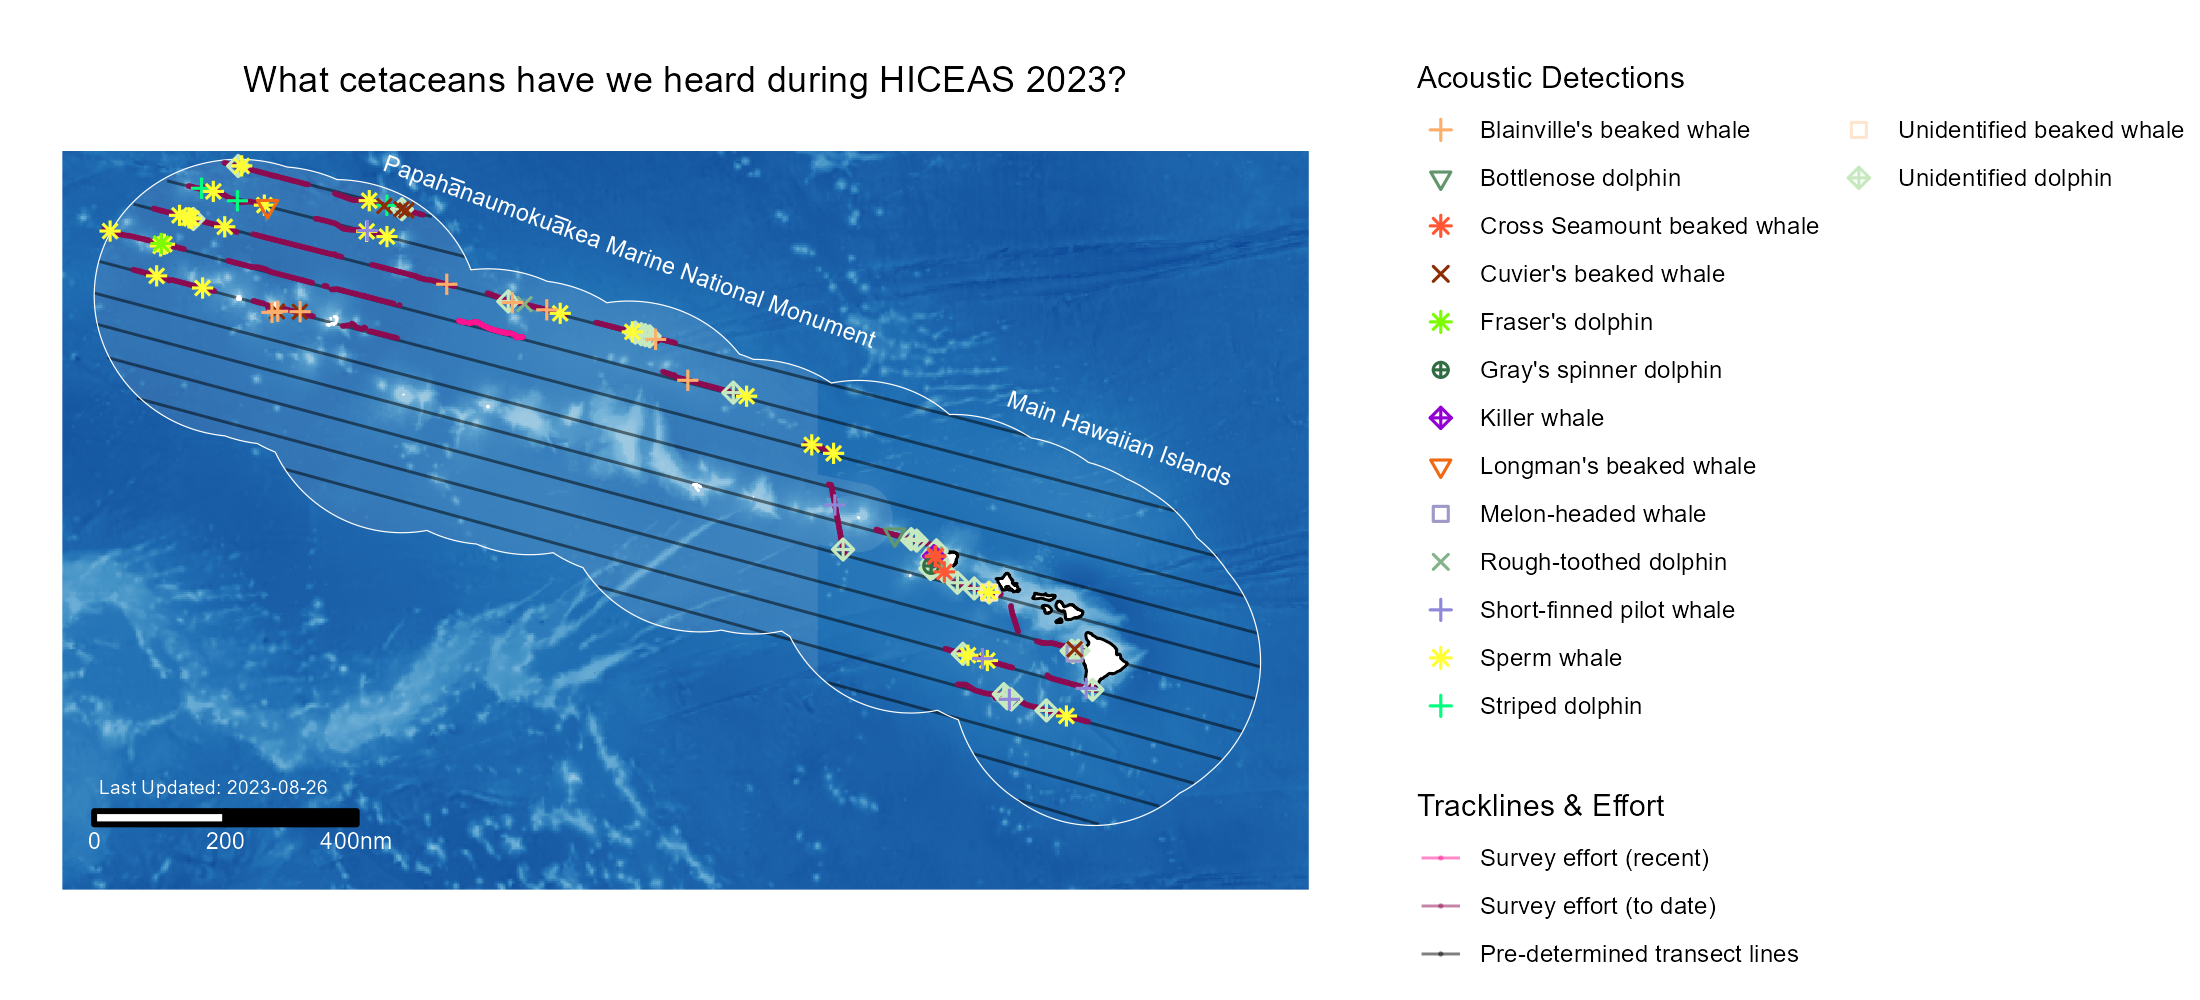 What cetaceans have we heard during HICEAS 2023?
Papahānaumokuākea Marine National Monument
Main Hawaiian Islands
Last Updated: 2023-08-26
0 200 400nm
Acoustic Detections
Blainville's beaked whale
Bottlenose dolphin
Cross Seamount beaked whale
Cuvier's beaked whale
Fraser's dolphin
Gray's spinner dolphin
Killer whale
Longman's beaked whale
Melon-headed whale
Rough-toothed dolphin
Short-finned pilot whale
Sperm whale
Striped dolphin
Unidentified beaked whale
Unidentified dolphin
Tracklines & Effort
Survey effort (recent)
Survey effort (to date)
Pre-determined transect lines